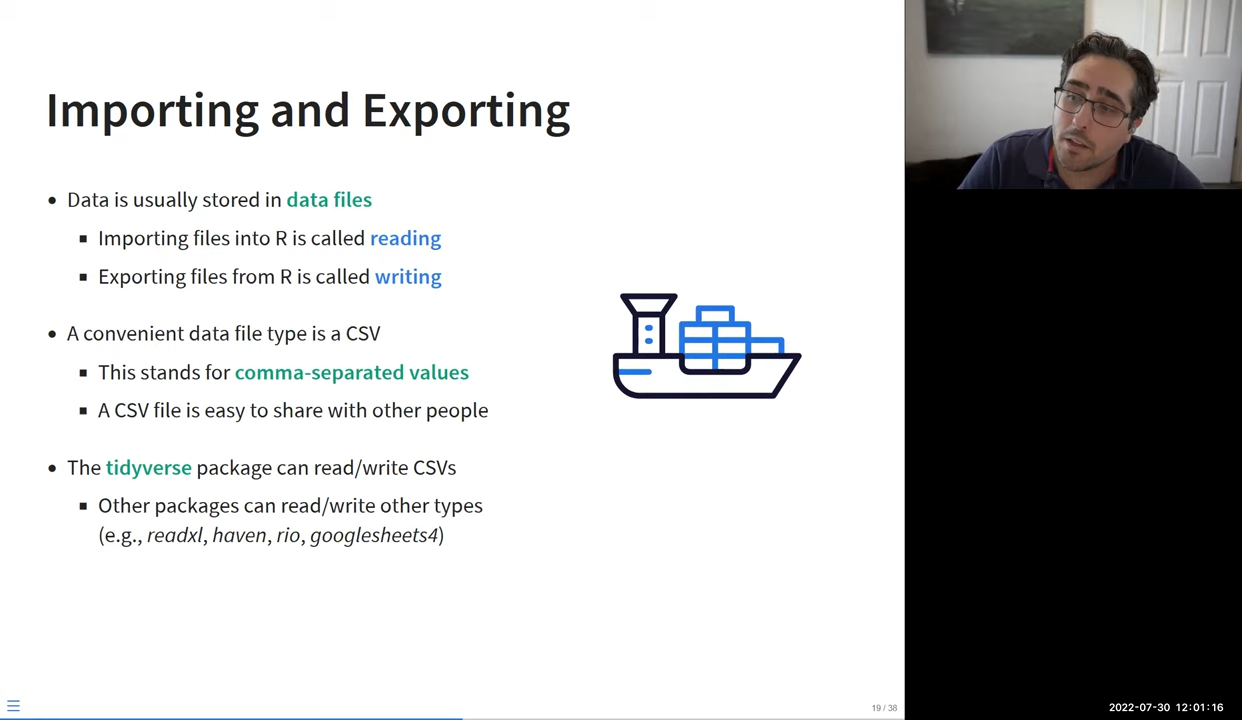 Importing and Exporting
• Data is usually stored in data files
▪ Importing files into R is called reading
▪ Exporting files from R is called writing
• A convenient data file type is a CSV
▪ This stands for comma-separated values
▪ A CSV file is easy to share with other people
• The tidyverse package can read/write CSVs
▪ Other packages can read/write other types
(e.g., readxl, haven, rio, googlesheets4)
19 / 38
2022-07-30 12:01:16